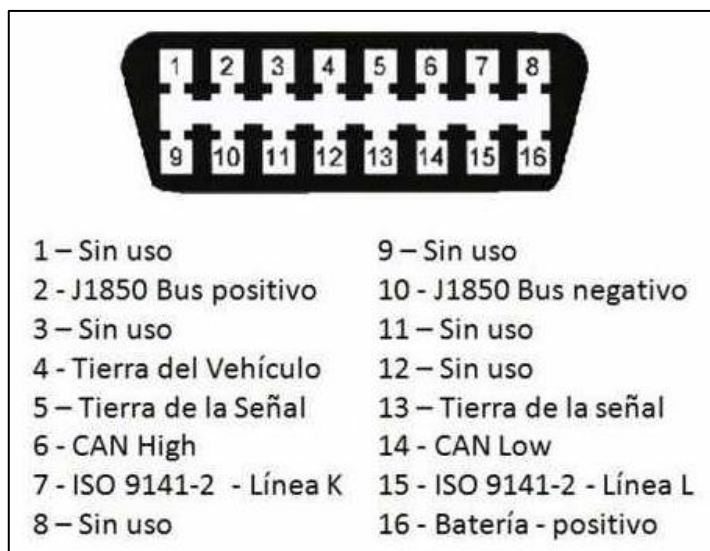 1 2 3 4 5 6 7 8
9 10 11 12 13 14 15 16
1 – Sin uso
2 - J1850 Bus positivo
3 – Sin uso
4 - Tierra del Vehículo
5 – Tierra de la Señal
6 - CAN High
7 - ISO 9141-2 - Línea K
8 – Sin uso
9 – Sin uso
10 - J1850 Bus negativo
11 – Sin uso
12 – Sin uso
13 – Tierra de la señal
14 - CAN Low
15 - ISO 9141-2 - Línea L
16 - Batería - positivo